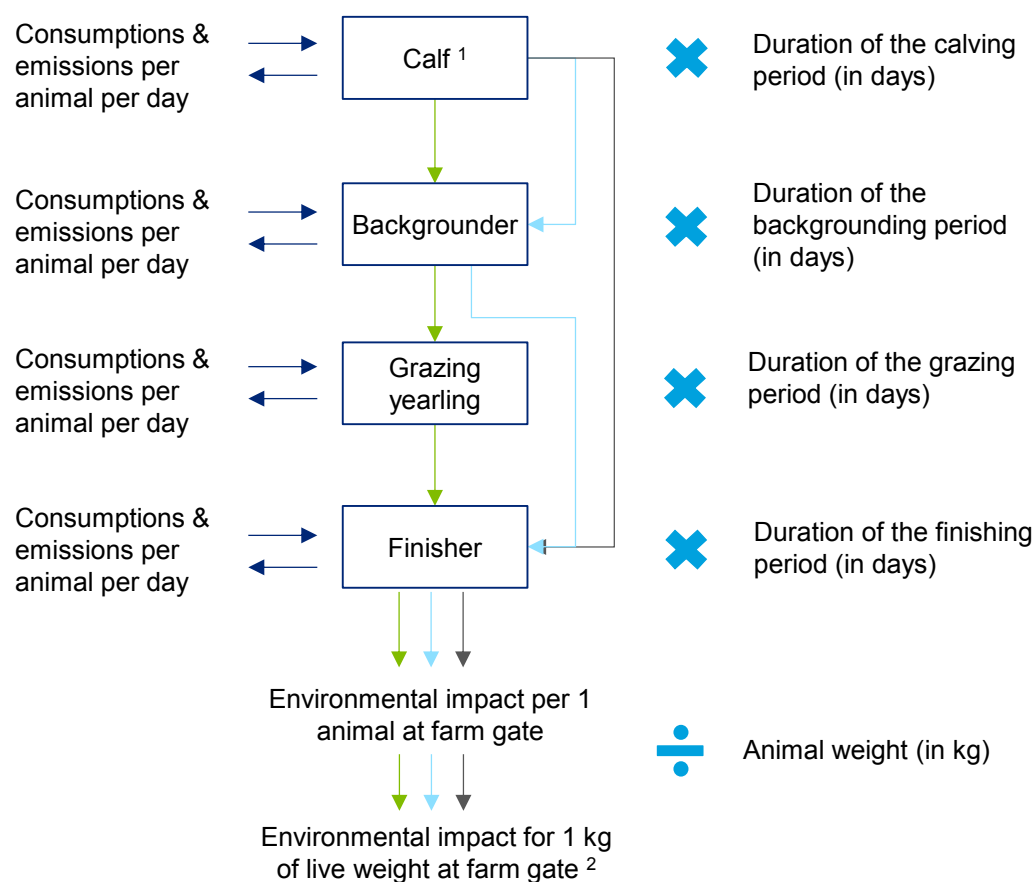 Consumptions &
emissions per
animal per day
Calf 1
Duration of the calving
period (in days)
Consumptions &
emissions per
animal per day
Backgrounder
Duration of the
backgrounding period
(in days)
Consumptions &
emissions per
animal per day
Grazing
yearling
Duration of the grazing
period (in days)
Consumptions &
emissions per
animal per day
Finisher
Duration of the finishing
period (in days)
Environmental impact per 1
animal at farm gate
Animal weight (in kg)
Environmental impact for 1 kg
of live weight at farm gate 2